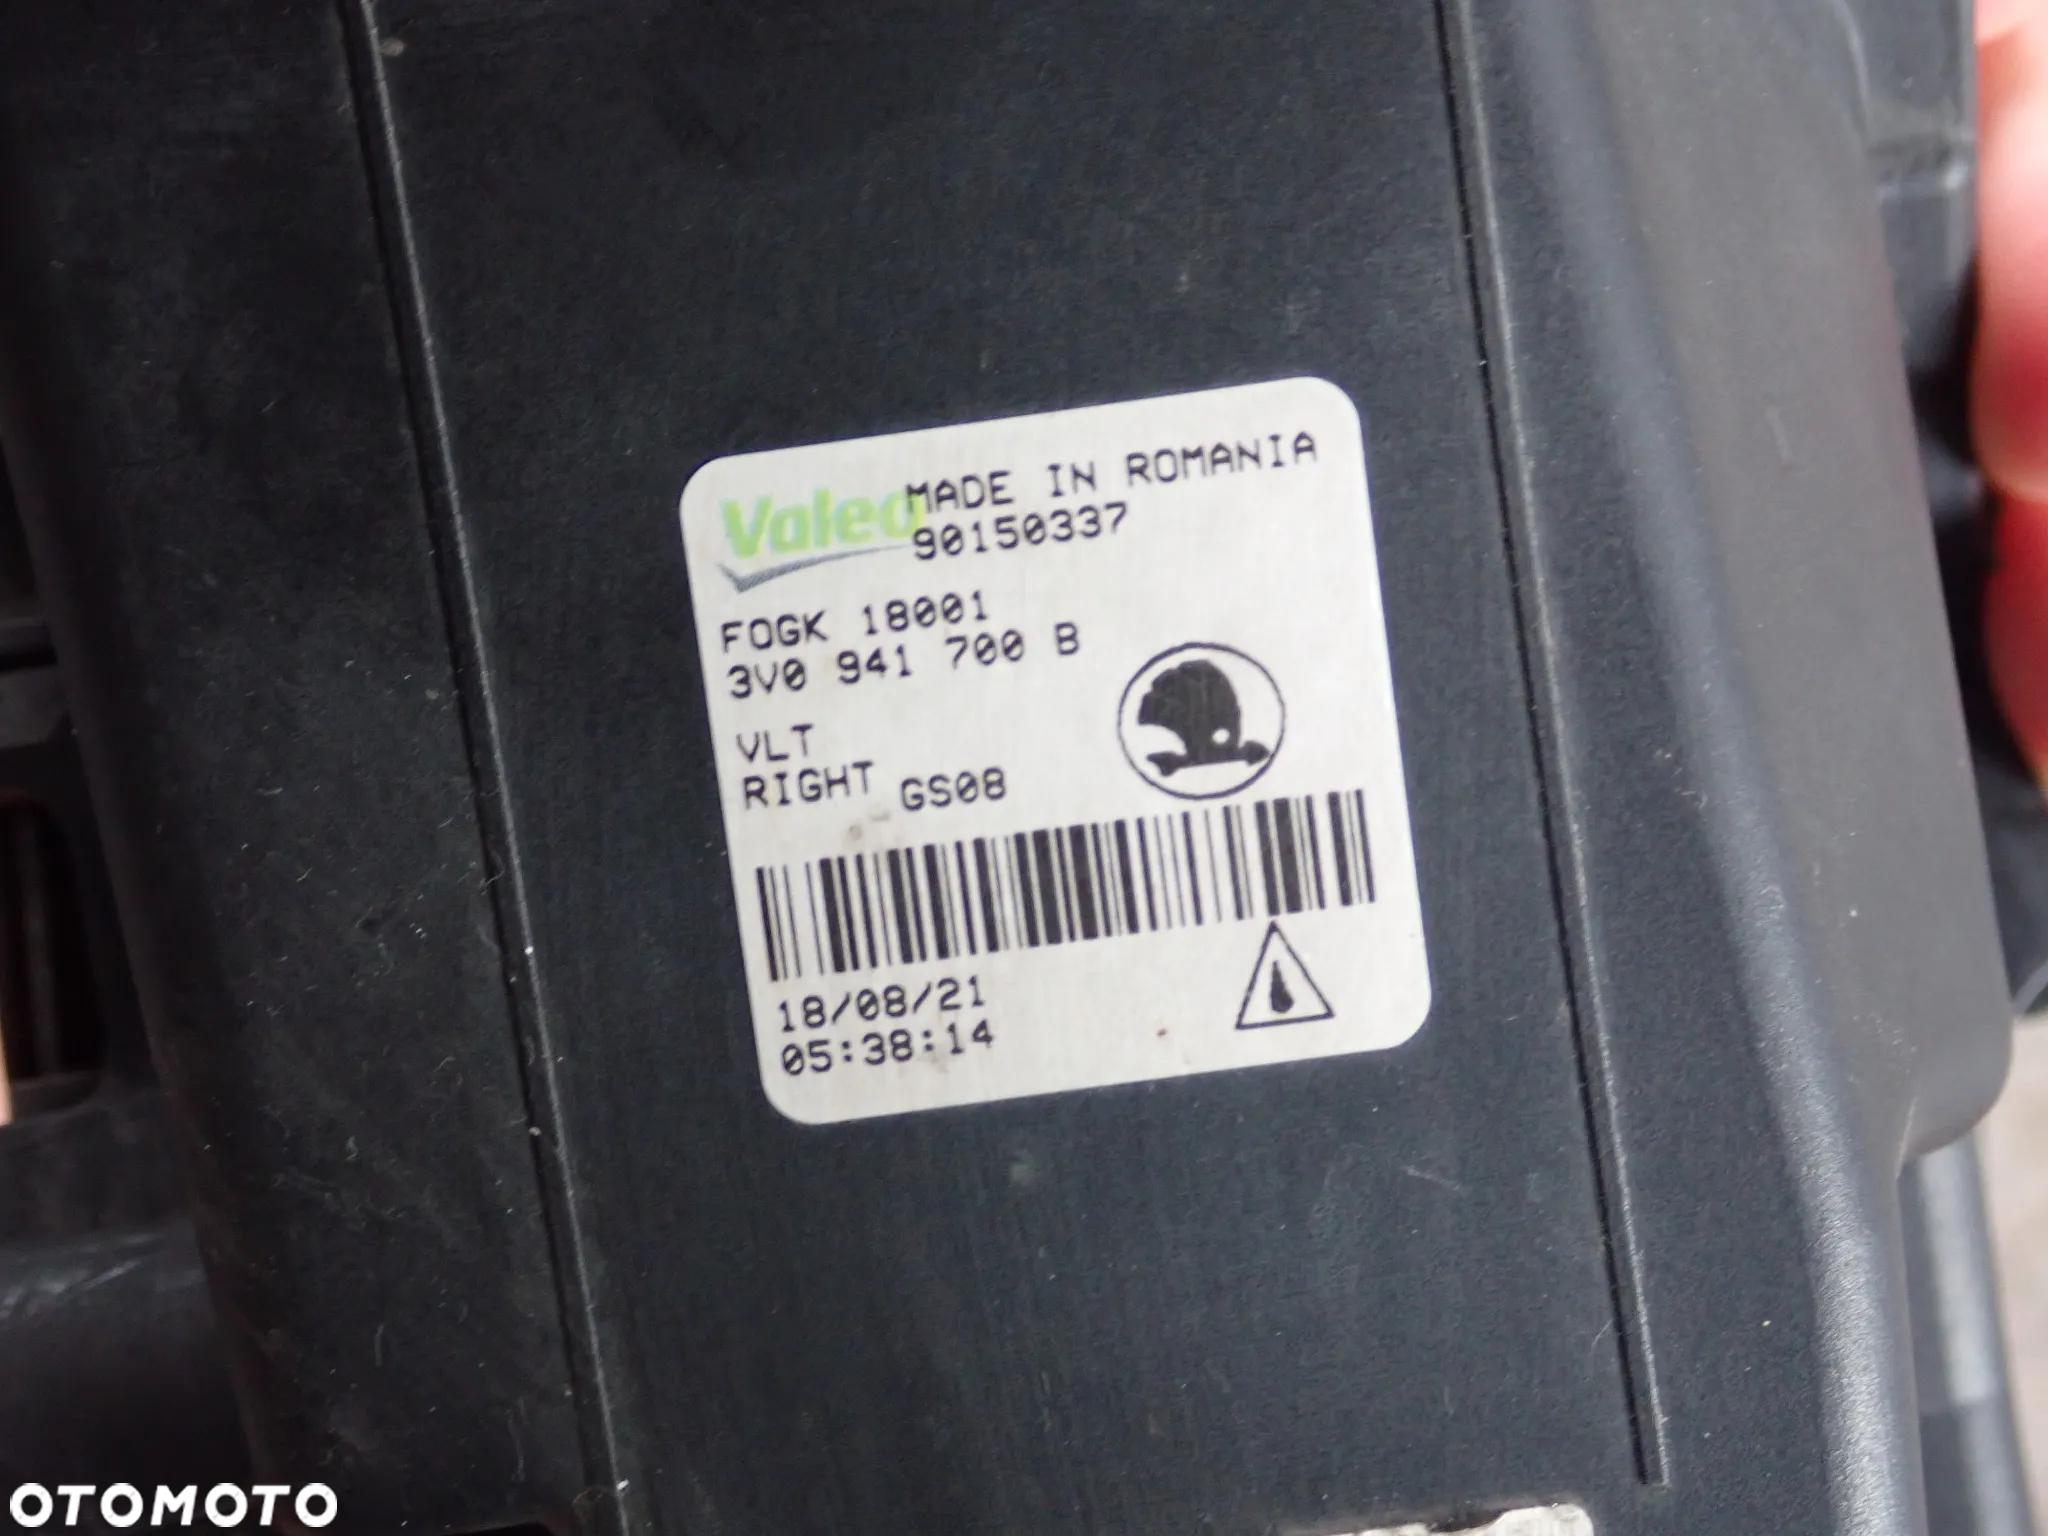 Valeo MADE IN ROMANIA
90150337
FOGK 18001
3V0 941 700 B
VLT
RIGHT GS08
18/08/21
05:38:14
OTOMOTO